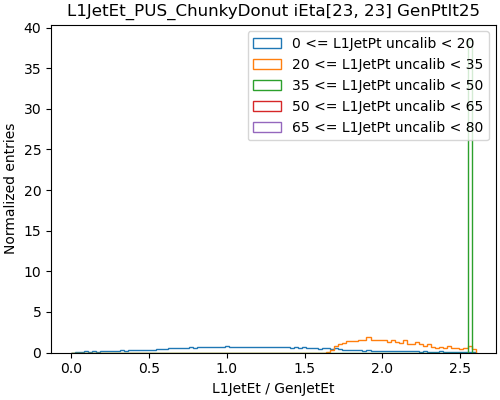 L1JetEt_PUS_ChunkyDonut iEta[23, 23] GenPtlt25
0 <= L1JetPt uncalib < 20
20 <= L1JetPt uncalib < 35
35 <= L1JetPt uncalib < 50
50 <= L1JetPt uncalib < 65
65 <= L1JetPt uncalib < 80
Normalized entries
40
35
30
25
20
15
10
5
0
0.0 0.5 1.0 1.5 2.0 2.5
L1JetEt / GenJetEt